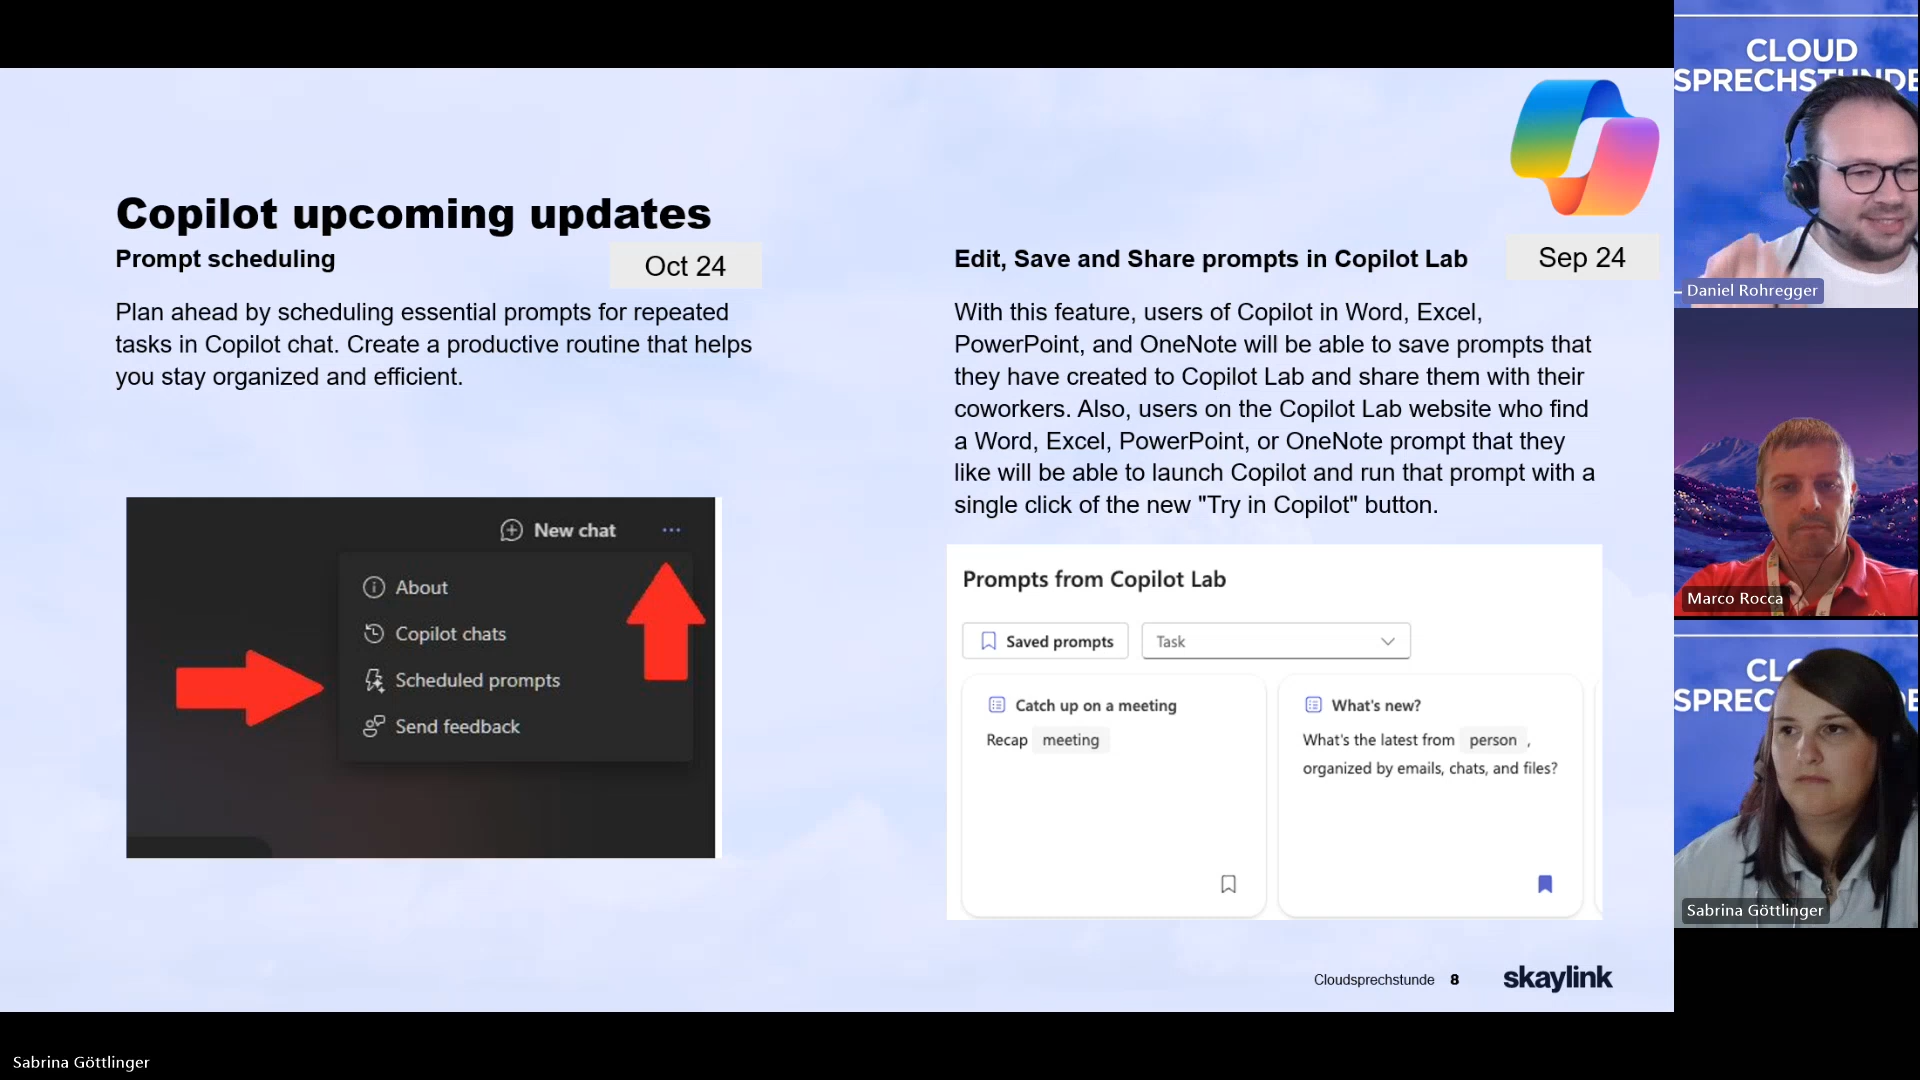 Copilot upcoming updates
Prompt scheduling
Oct 24
Plan ahead by scheduling essential prompts for repeated
tasks in Copilot chat. Create a productive routine that helps
you stay organized and efficient.
New chat
About
Copilot chats
Scheduled prompts
Send feedback
Edit, Save and Share prompts in Copilot Lab
Sep 24
With this feature, users of Copilot in Word, Excel,
PowerPoint, and OneNote will be able to save prompts that
they have created to Copilot Lab and share them with their
coworkers. Also, users on the Copilot Lab website who find
a Word, Excel, PowerPoint, or OneNote prompt that they
like will be able to launch Copilot and run that prompt with a
single click of the new "Try in Copilot" button.
Prompts from Copilot Lab
Saved prompts
Task
Catch up on a meeting
Recap meeting
What's new?
What's the latest from person ,
organized by emails, chats, and files?
Cloudsprechstunde 8
skaylink
CLOUD
Daniel Rohregger
Marco Rocca
Sabrina Göttlinger
Sabrina Göttlinger